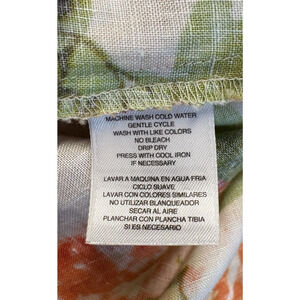 MACHINE WASH COLD WATER
GENTLE CYCLE
WASH WITH LIKE COLORS
NO BLEACH
DRIP DRY
PRESS WITH COOL IRON
IF NECESSARY
LAVAR A MAQUINA EN AGUA FRIA
CICLO SUAVE
LAVAR CON COLORES SIMILARES
NO UTILIZAR BLANQUEADOR
SECAR AL AIRE
PLANCHAR CON PLANCHA TIBIA
SI ES NECESARIO